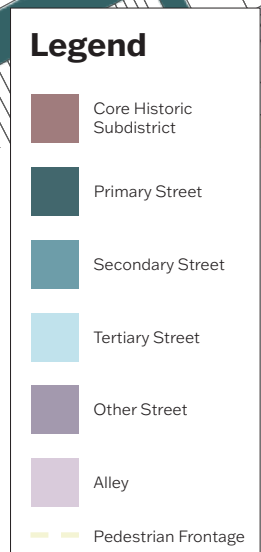 Legend
Core Historic
Subdistrict
Primary Street
Secondary Street
Tertiary Street
Other Street
Alley
Pedestrian Frontage